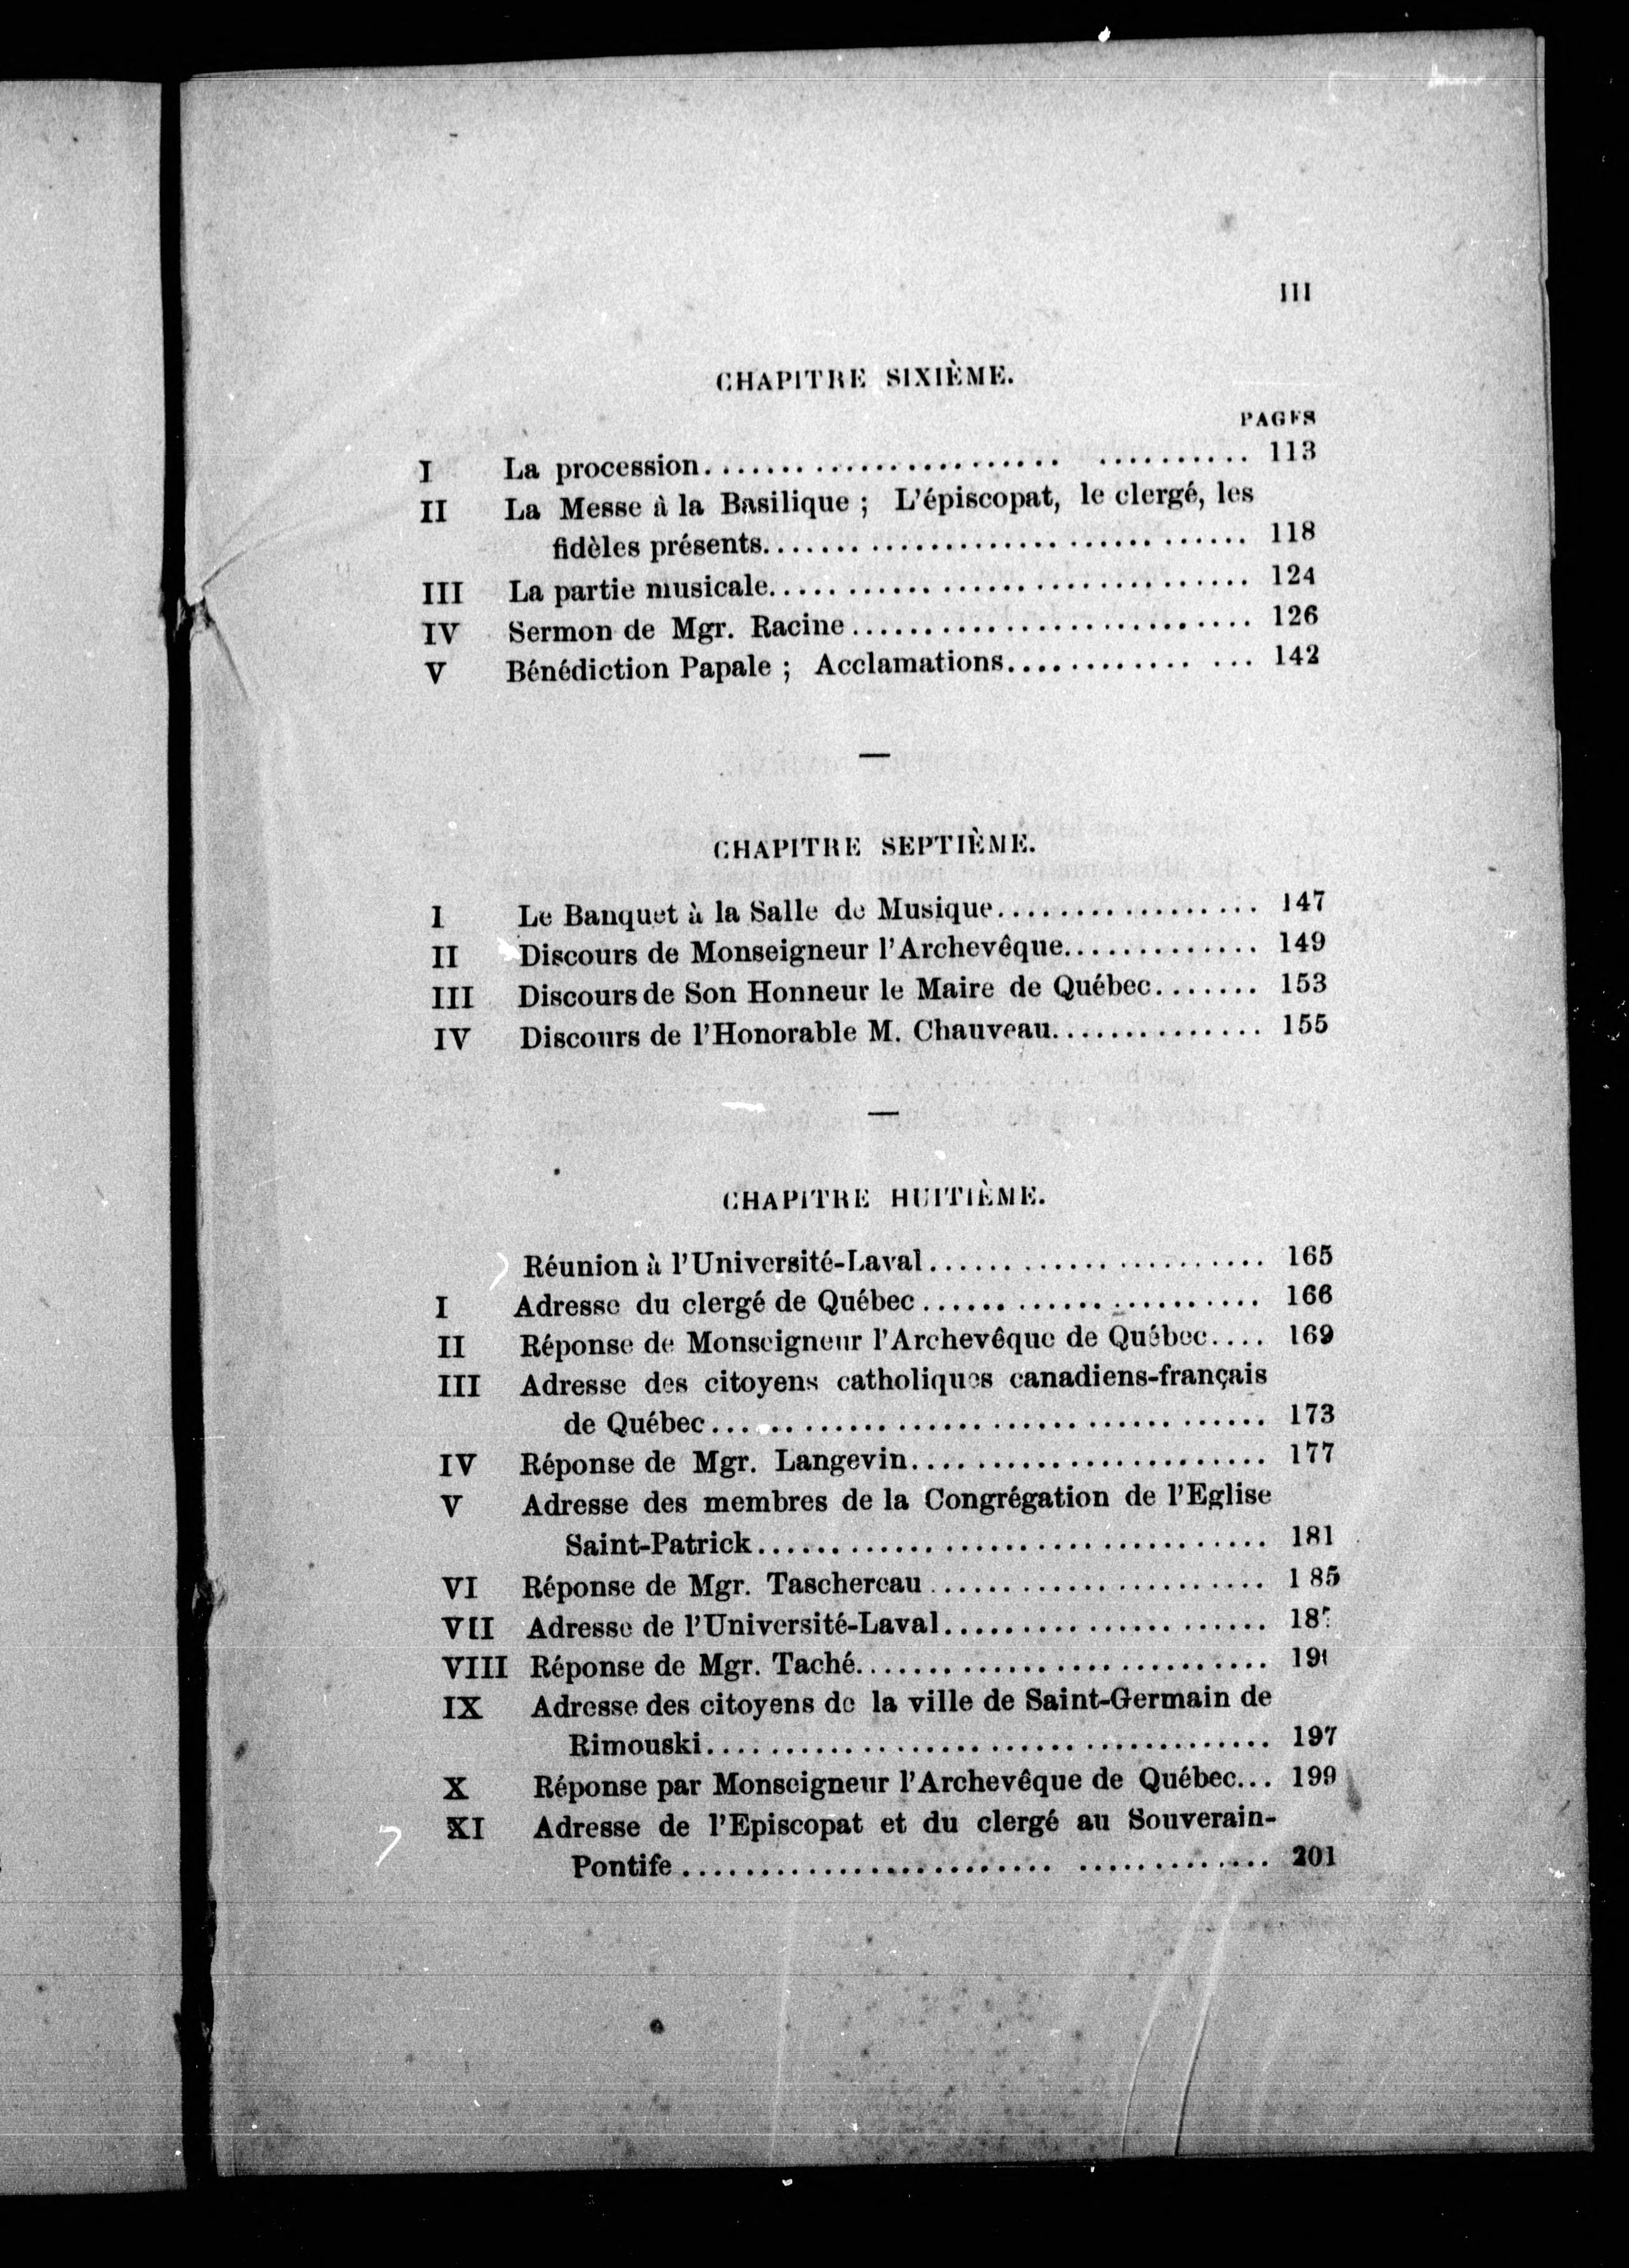 III
CHAPITRE SIXIÈME.
PAGES
I La procession.................................. 113
II La Messe à la Basilique ; L'épiscopat, le clergé, les
fidèles présents................................ 118
III La partie musicale................................ 124
IV Sermon de Mgr. Racine........................... 126
V Bénédiction Papale ; Acclamations............... 142
—
CHAPITRE SEPTIÈME.
I Le Banquet à la Salle de Musique................. 147
II Discours de Monseigneur l'Archevêque............. 149
III Discours de Son Honneur le Maire de Québec....... 153
IV Discours de l'Honorable M. Chauveau.............. 155
—
CHAPITRE HUITIÈME.
Réunion à l'Université-Laval...................... 165
I Adresse du clergé de Québec....................... 166
II Réponse de Monseigneur l'Archevêque de Québec.... 169
III Adresse des citoyens catholiques canadiens-français
de Québec..................................... 173
IV Réponse de Mgr. Langevin........................ 177
V Adresse des membres de la Congrégation de l'Eglise
Saint-Patrick.................................. 181
VI Réponse de Mgr. Taschereau...................... 185
VII Adresse de l'Université-Laval.....................
VIII Réponse de Mgr. Taché...........................
IX Adresse des citoyens de la ville de Saint-Germain de
Rimouski...................................... 197
X Réponse par Monseigneur l'Archevêque de Québec... 199
XI Adresse de l'Episcopat et du clergé au Souverain-
Pontife...................................... 201